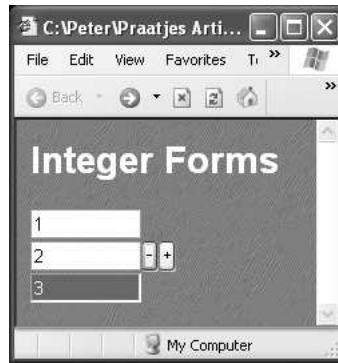 C:\Peter\Praatjes Arti...
File Edit View Favorites T »
Back »
Integer Forms
1
2 - +
3
My Computer